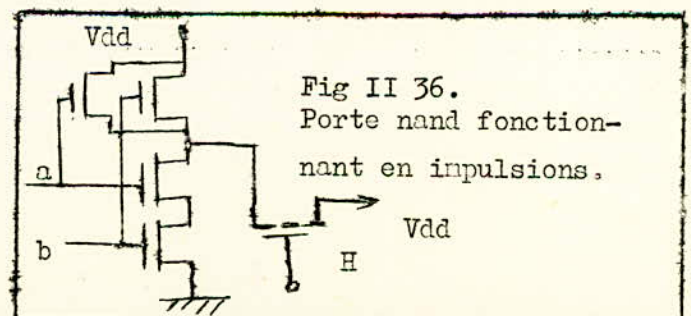 Vdd
Fig II 36.
Porte nand fonction-
nant en inpulsions.
a
Vdd
b
H